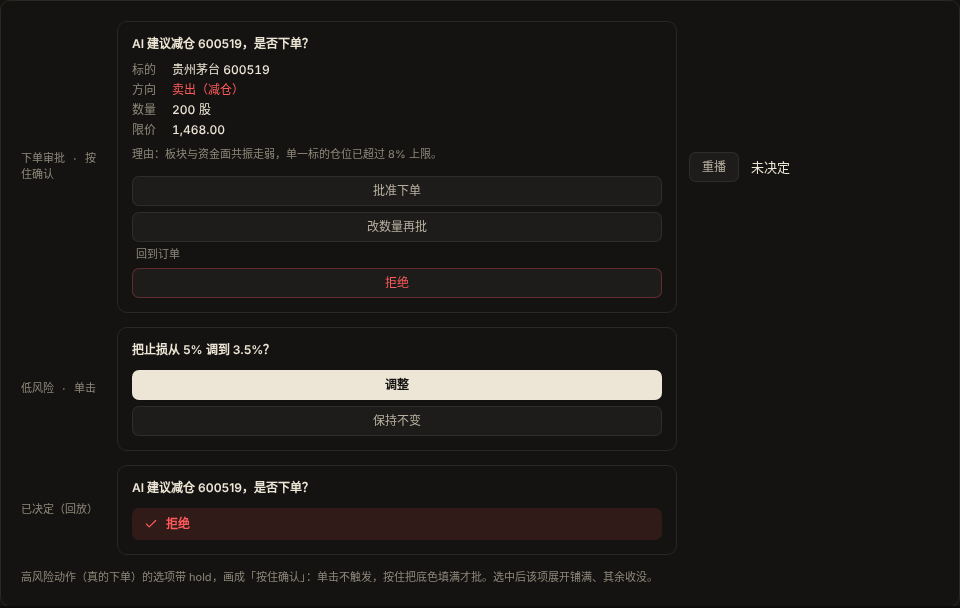 AI 建议减仓 600519，是否下单？
标的 贵州茅台 600519
方向 卖出（减仓）
数量 200 股
限价 1,468.00
理由：板块与资金面共振走弱，单一标的仓位已超过 8% 上限。
下单审批 · 按
住确认
批准下单
改数量再批
回到订单
拒绝
重播 未决定
把止损从 5% 调到 3.5%？
低风险 · 单击
调整
保持不变
AI 建议减仓 600519，是否下单？
已决定（回放）
拒绝
高风险动作（真的下单）的选项带 hold，画成「按住确认」：单击不触发，按住把底色填满才批。选中后该项展开铺满、其余收没。